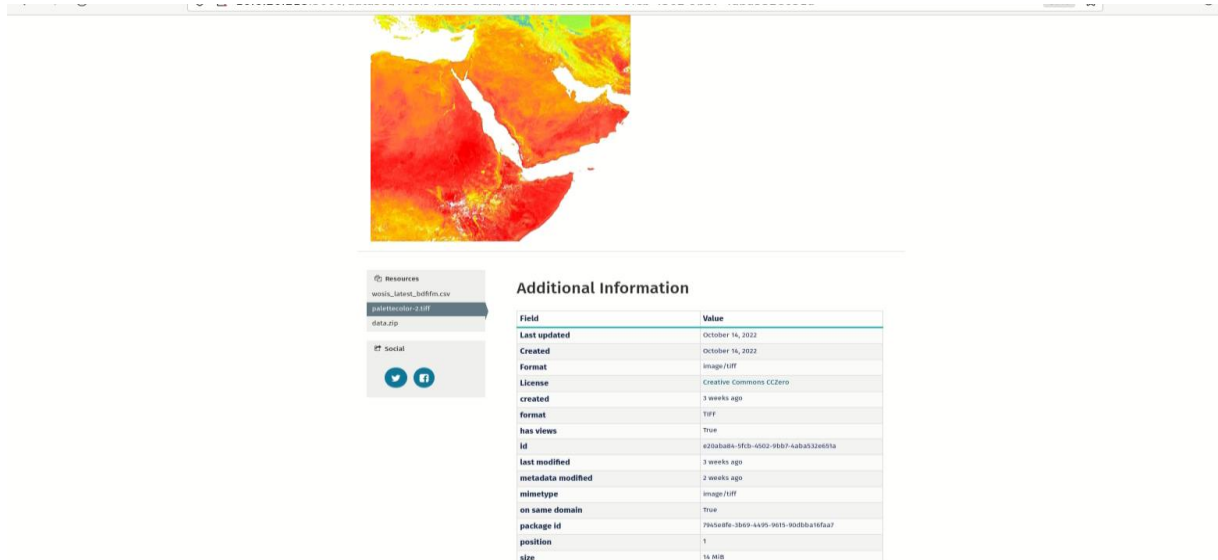 Resources
wosis_latest_bdfifm.csv
palettecolor-2.tiff
data.zip
Social
Additional Information
Field Value
Last updated October 14, 2022
Created October 14, 2022
Format image/tiff
License Creative Commons CCZero
created 3 weeks ago
format TIFF
has views True
id e20aba84-5fcb-4502-9bb7-4aba532e651a
last modified 3 weeks ago
metadata modified 2 weeks ago
mimetype image/tiff
on same domain True
package id 7945e8fe-3b69-4495-9615-90dbba16faa7
position 1
size 14 MiB